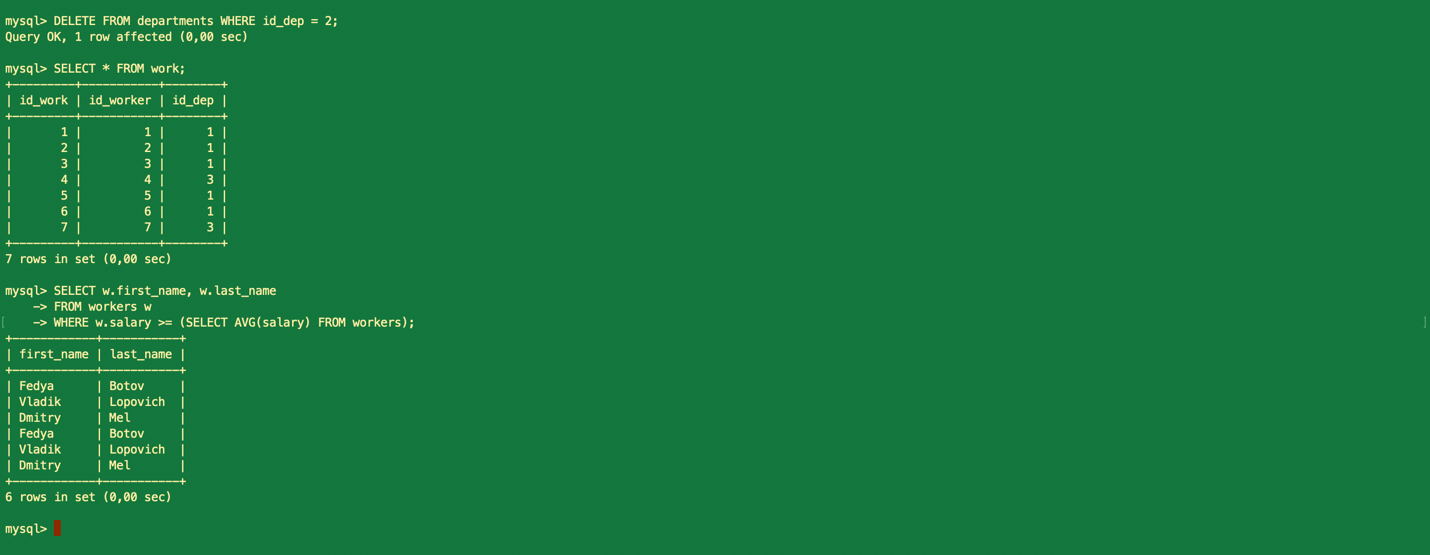 mysql> DELETE FROM departments WHERE id_dep = 2;
Query OK, 1 row affected (0,00 sec)
mysql> SELECT * FROM work;
+---------+-----------+--------+
| id_work | id_worker | id_dep |
+---------+-----------+--------+
|       1 |         1 |      1 |
|       2 |         2 |      1 |
|       3 |         3 |      1 |
|       4 |         4 |      3 |
|       5 |         5 |      1 |
|       6 |         6 |      1 |
|       7 |         7 |      3 |
+---------+-----------+--------+
7 rows in set (0,00 sec)
mysql> SELECT w.first_name, w.last_name
    -> FROM workers w
[    -> WHERE w.salary >= (SELECT AVG(salary) FROM workers); ]
+------------+-----------+
| first_name | last_name |
+------------+-----------+
| Fedya      | Botov     |
| Vladik     | Lopovich  |
| Dmitry     | Mel       |
| Fedya      | Botov     |
| Vladik     | Lopovich  |
| Dmitry     | Mel       |
+------------+-----------+
6 rows in set (0,00 sec)
mysql>